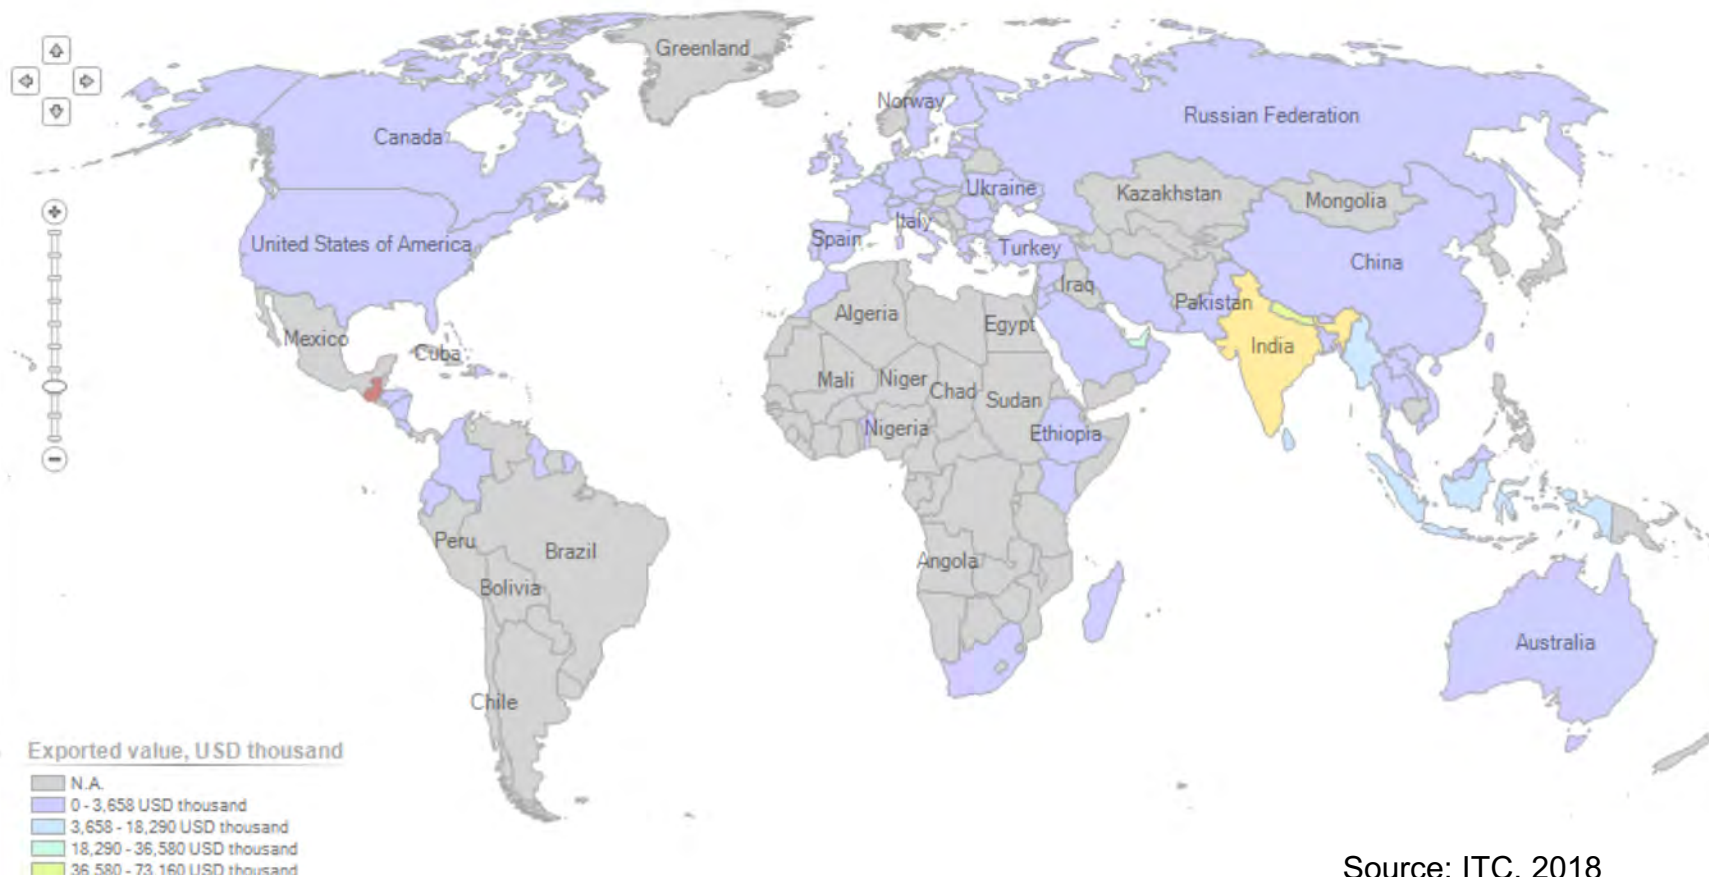 Greenland
Norway
Russian Federation
Canada
Ukraine
Kazakhstan
Mongolia
Italy
Spain
United States of America
Turkey
China
Iraq
Pakistan
Algeria
Egypt
Mexico
India
Cuba
Mali
Niger
Chad
Sudan
Nigeria
Ethiopia
Peru
Brazil
Angola
Bolivia
Australia
Chile
Exported value, USD thousand
N.A.
0 - 3,658 USD thousand
3,658 - 18,290 USD thousand
18,290 - 36,580 USD thousand
36,580 - 73,160 USD thousand
Source: ITC, 2018